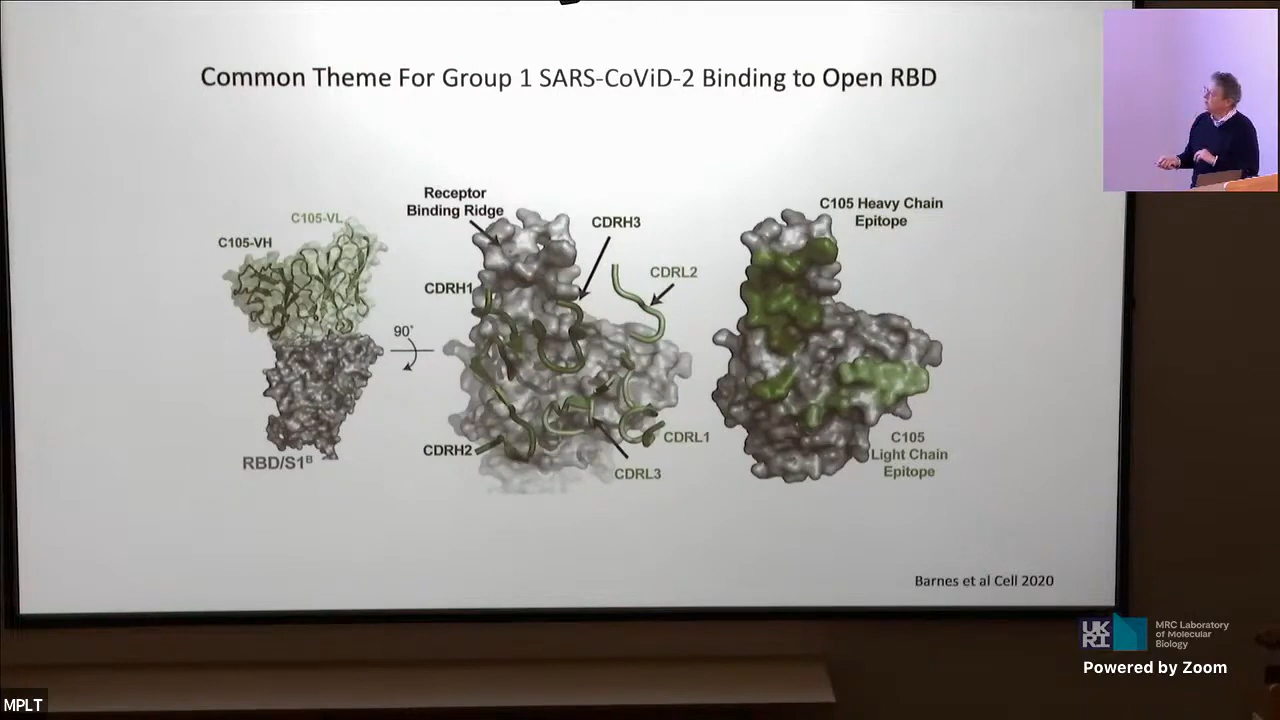 Common Theme For Group 1 SARS-CoViD-2 Binding to Open RBD
C105-VL
C105-VH
90°
RBD/S1ᴮ
Receptor
Binding Ridge
CDRH3
CDRL2
CDRH1
CDRH2
CDRL1
CDRL3
C105 Heavy Chain
Epitope
C105
Light Chain
Epitope
Barnes et al Cell 2020
UK
RI
MRC Laboratory
of Molecular
Biology
Powered by Zoom
MPLT